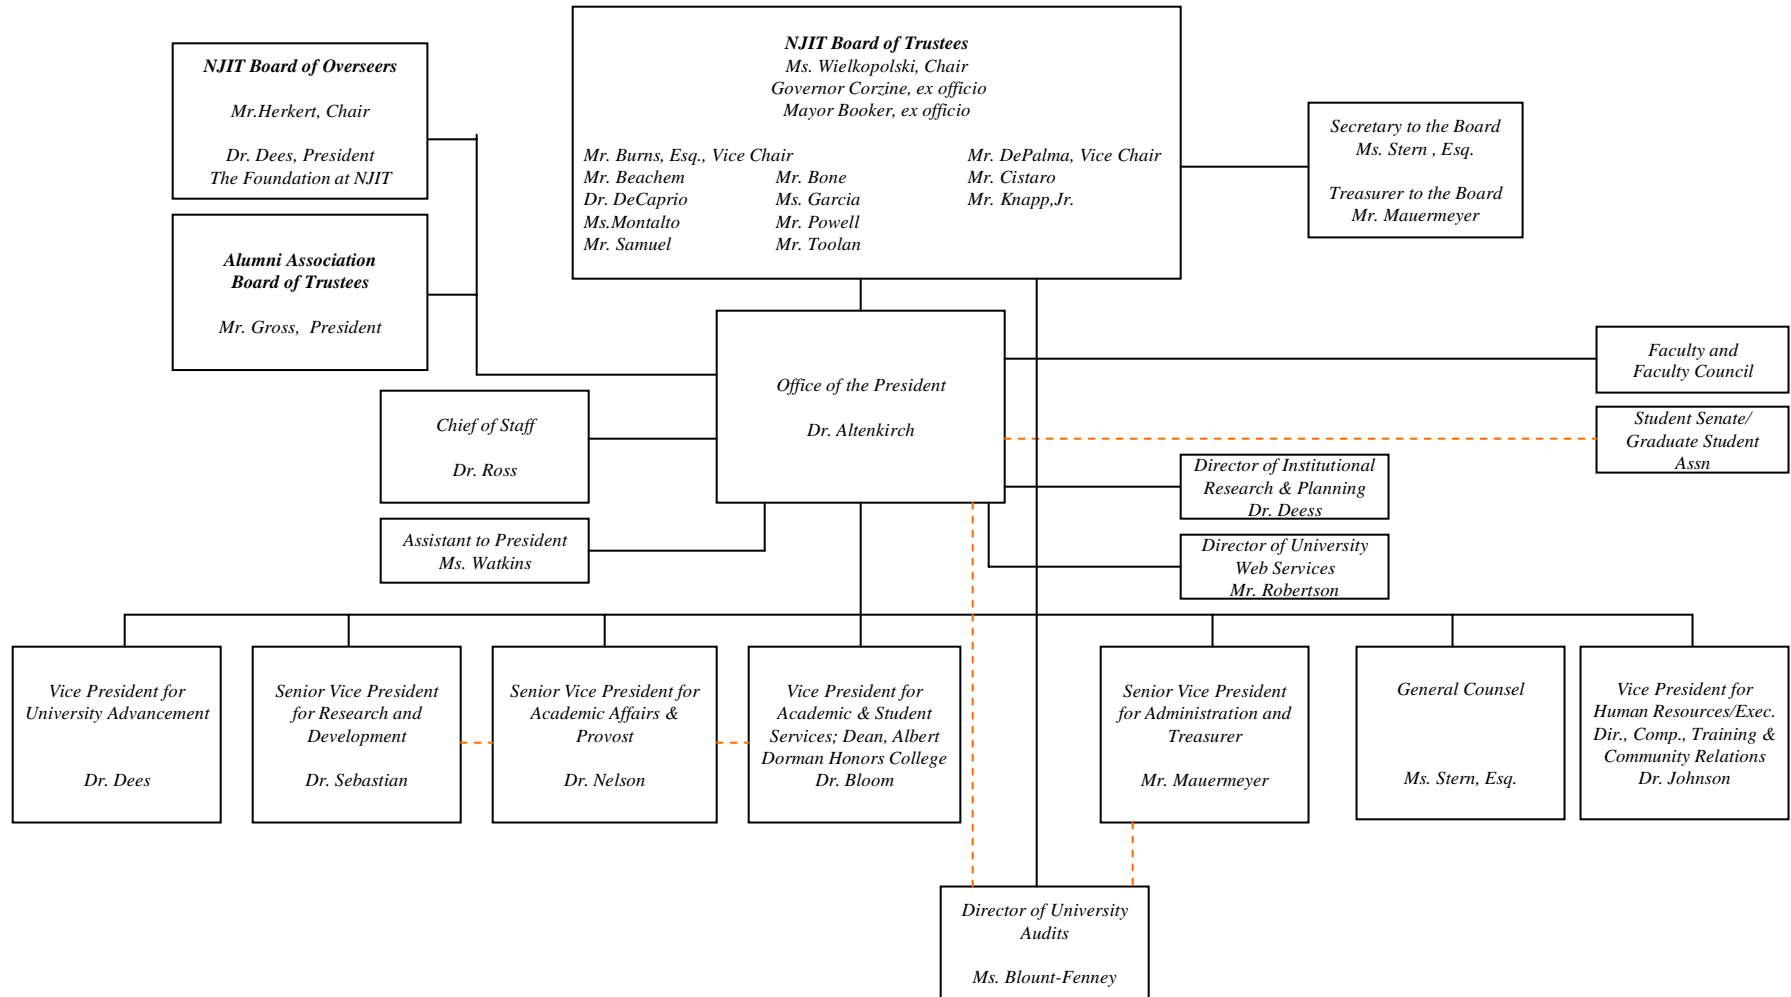 NJIT Board of Overseers
Mr.Herkert, Chair
Dr. Dees, President
The Foundation at NJIT
NJIT Board of Trustees
Ms. Wielkopolski, Chair
Governor Corzine, ex officio
Mayor Booker, ex officio
Mr. Burns, Esq., Vice Chair
Mr. DePalma, Vice Chair
Mr. Beachem
Mr. Bone
Mr. Cistaro
Dr. DeCaprio
Ms. Garcia
Mr. Knapp,Jr.
Ms.Montalto
Mr. Powell
Mr. Samuel
Mr. Toolan
Secretary to the Board
Ms. Stern , Esq.
Treasurer to the Board
Mr. Mauermeyer
Alumni Association
Board of Trustees
Mr. Gross, President
Office of the President
Dr. Altenkirch
Faculty and
Faculty Council
Chief of Staff
Dr. Ross
Student Senate/
Graduate Student
Assn
Director of Institutional
Research & Planning
Dr. Deess
Assistant to President
Ms. Watkins
Director of University
Web Services
Mr. Robertson
Vice President for
University Advancement
Dr. Dees
Senior Vice President
for Research and
Development
Dr. Sebastian
Senior Vice President for
Academic Affairs &
Provost
Dr. Nelson
Vice President for
Academic & Student
Services; Dean, Albert
Dorman Honors College
Dr. Bloom
Senior Vice President
for Administration and
Treasurer
Mr. Mauermeyer
General Counsel
Ms. Stern, Esq.
Vice President for
Human Resources/Exec.
Dir., Comp., Training &
Community Relations
Dr. Johnson
Director of University
Audits
Ms. Blount-Fenney